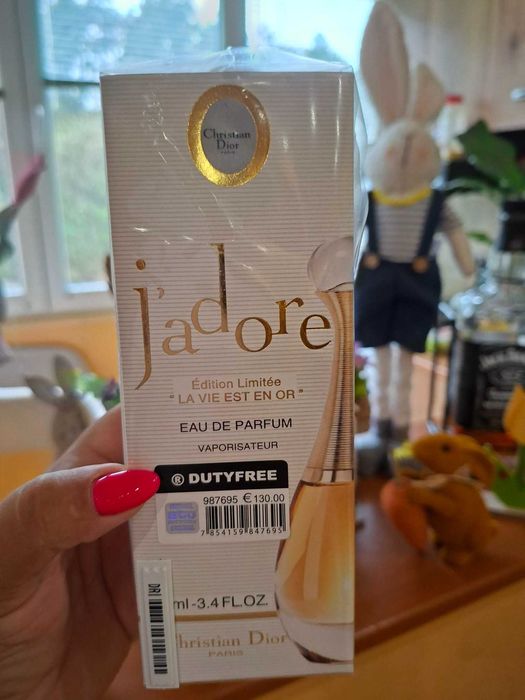 Christian
Dior
PARIS
j'adore
Édition Limitée
"LA VIE EST EN OR"
EAU DE PARFUM
VAPORISATEUR
® DUTYFREE
987695 €130.00
7 854159 847695
ml-3.4 FL.OZ.
Christian Dior
PARIS